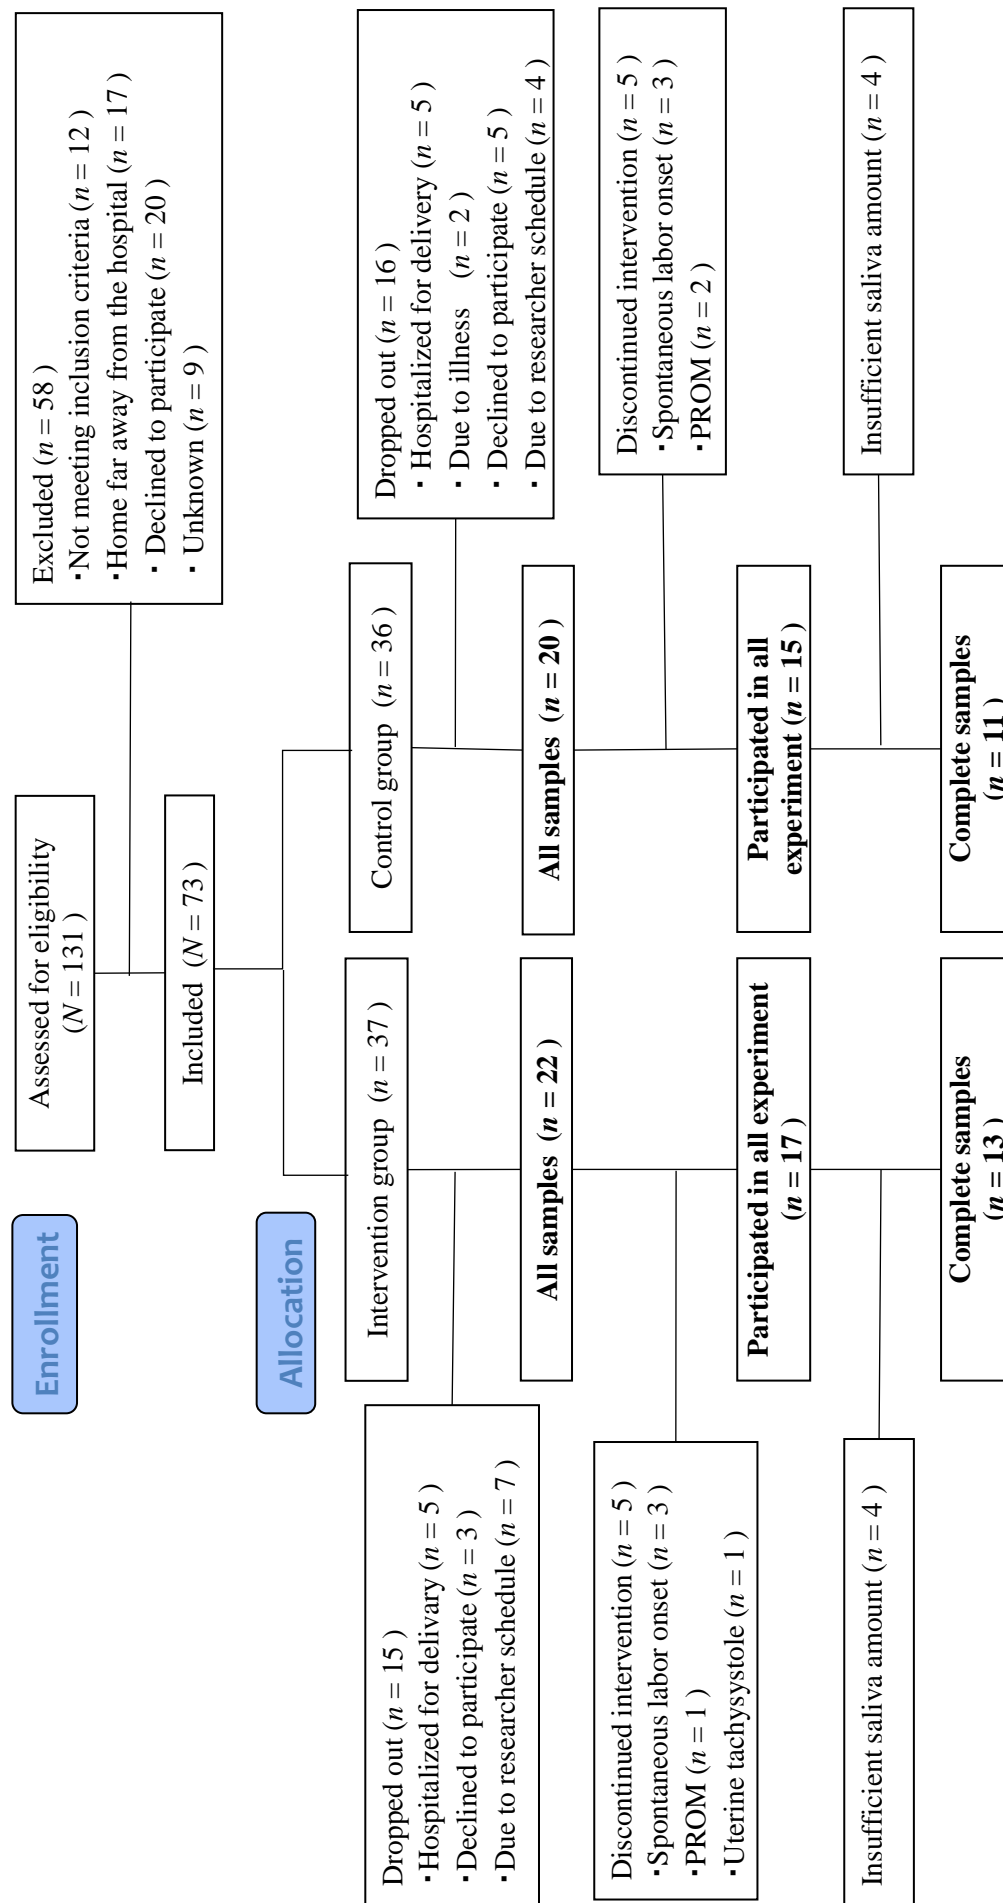 Enrollment
Assessed for eligibility
(N = 131 )
Excluded (n = 58 )
・Not meeting inclusion criteria (n = 12 )
・Home far away from the hospital (n = 17 )
・Declined to participate (n = 20 )
・Unknown (n = 9 )
Included (N = 73 )
Allocation
Intervention group (n = 37 )
Control group (n = 36 )
Dropped out (n = 15 )
・Hospitalized for delivary (n = 5 )
・Declined to participate (n = 3 )
・Due to researcher schedule (n = 7 )
Dropped out (n = 16 )
・Hospitalized for delivery (n = 5 )
・Due to illness (n = 2 )
・Declined to participate (n = 5 )
・Due to researcher schedule (n = 4 )
All samples (n = 22 )
All samples (n = 20 )
Discontinued intervention (n = 5 )
・Spontaneous labor onset (n = 3 )
・PROM (n = 1 )
・Uterine tachysystole (n = 1 )
Discontinued intervention (n = 5 )
・Spontaneous labor onset (n = 3 )
・PROM (n = 2 )
Participated in all experiment
(n = 17 )
Participated in all
experiment (n = 15 )
Insufficient saliva amount (n = 4 )
Insufficient saliva amount (n = 4 )
Complete samples
(n = 13 )
Complete samples
(n = 11 )